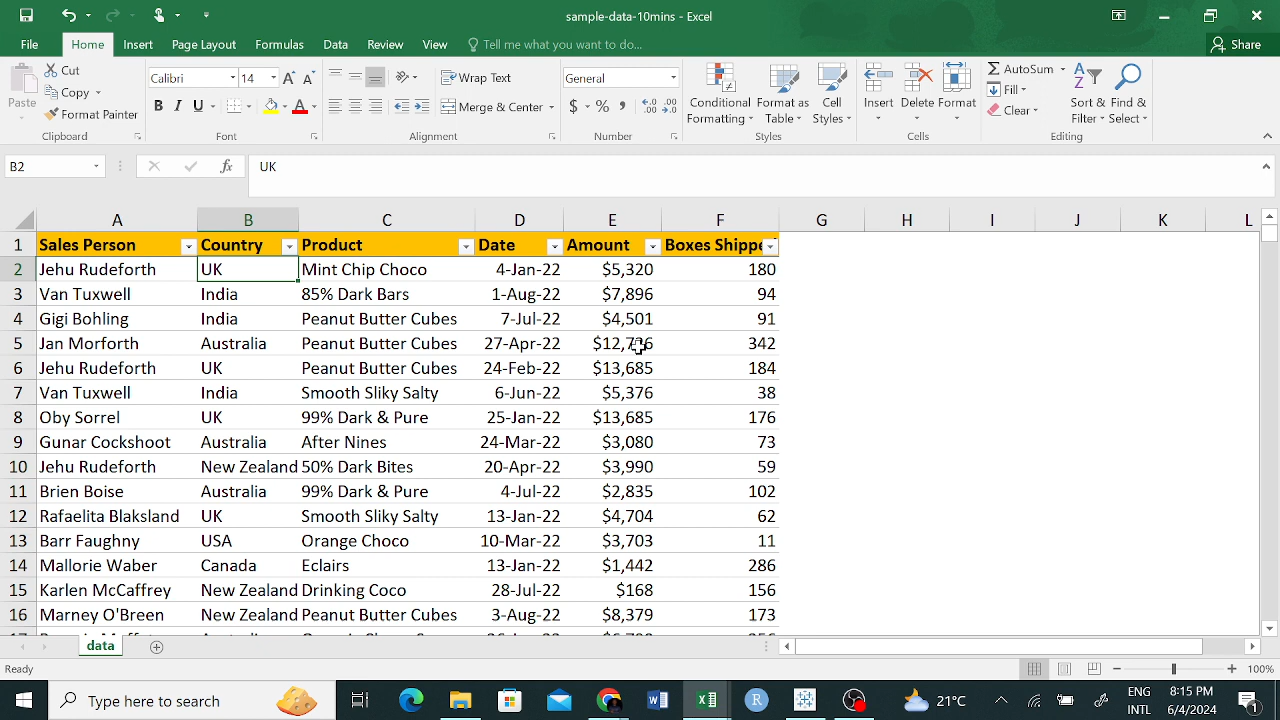 sample-data-10mins - Excel
File Home Insert Page Layout Formulas Data Review View Tell me what you want to do... Share
Paste Cut Copy Format Painter Clipboard
Calibri 14 A A B I U A Font
Wrap Text Merge & Center Alignment
General $ % , Number
Conditional Formatting Format as Table Cell Styles Styles
Insert Delete Format Cells
AutoSum Fill Clear Sort & Filter Find & Select Editing
B2 fx UK
A B C D E F G H I J K L
1 Sales Person Country Product Date Amount Boxes Shippe
2 Jehu Rudeforth UK Mint Chip Choco 4-Jan-22 $5,320 180
3 Van Tuxwell India 85% Dark Bars 1-Aug-22 $7,896 94
4 Gigi Bohling India Peanut Butter Cubes 7-Jul-22 $4,501 91
5 Jan Morforth Australia Peanut Butter Cubes 27-Apr-22 342
6 Jehu Rudeforth UK Peanut Butter Cubes 24-Feb-22 $13,685 184
7 Van Tuxwell India Smooth Sliky Salty 6-Jun-22 $5,376 38
8 Oby Sorrel UK 99% Dark & Pure 25-Jan-22 $13,685 176
9 Gunar Cockshoot Australia After Nines 24-Mar-22 $3,080 73
10 Jehu Rudeforth New Zealand 50% Dark Bites 20-Apr-22 $3,990 59
11 Brien Boise Australia 99% Dark & Pure 4-Jul-22 $2,835 102
12 Rafaelita Blaksland UK Smooth Sliky Salty 13-Jan-22 $4,704 62
13 Barr Faughny USA Orange Choco 10-Mar-22 $3,703 11
14 Mallorie Waber Canada Eclairs 13-Jan-22 $1,442 286
15 Karlen McCaffrey New Zealand Drinking Coco 28-Jul-22 $168 156
16 Marney O'Breen New Zealand Peanut Butter Cubes 3-Aug-22 $8,379 173
17
data
Ready 100%
Type here to search 21°C ENG INTL 8:15 PM 6/4/2024